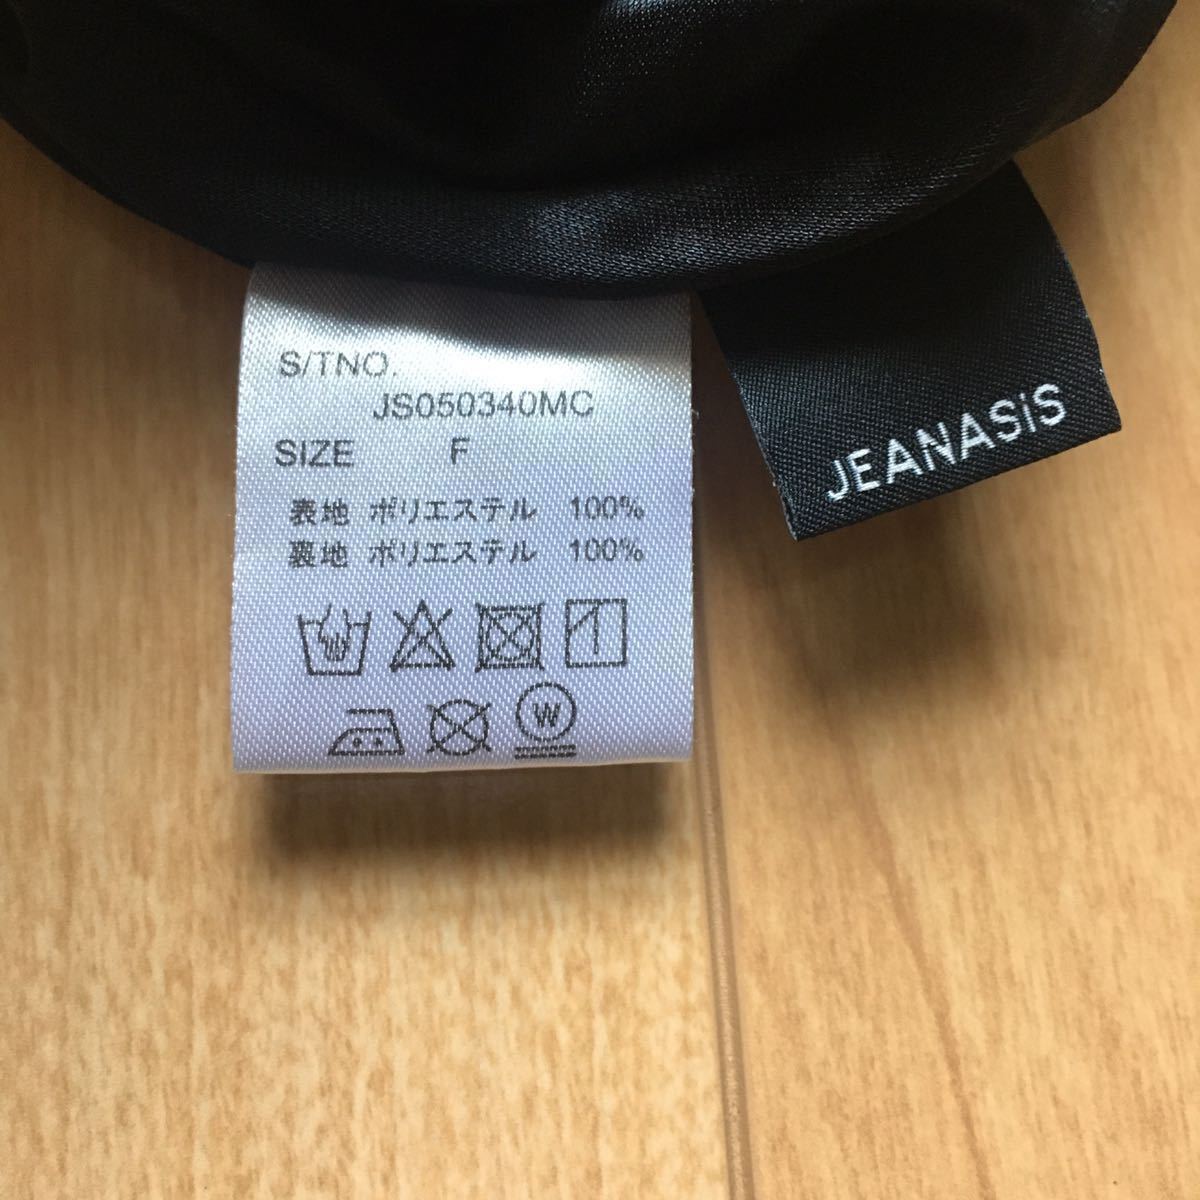 S/TNO.
JS050340MC
SIZE F
表地 ポリエステル 100%
裏地 ポリエステル 100%
W
JEANASiS